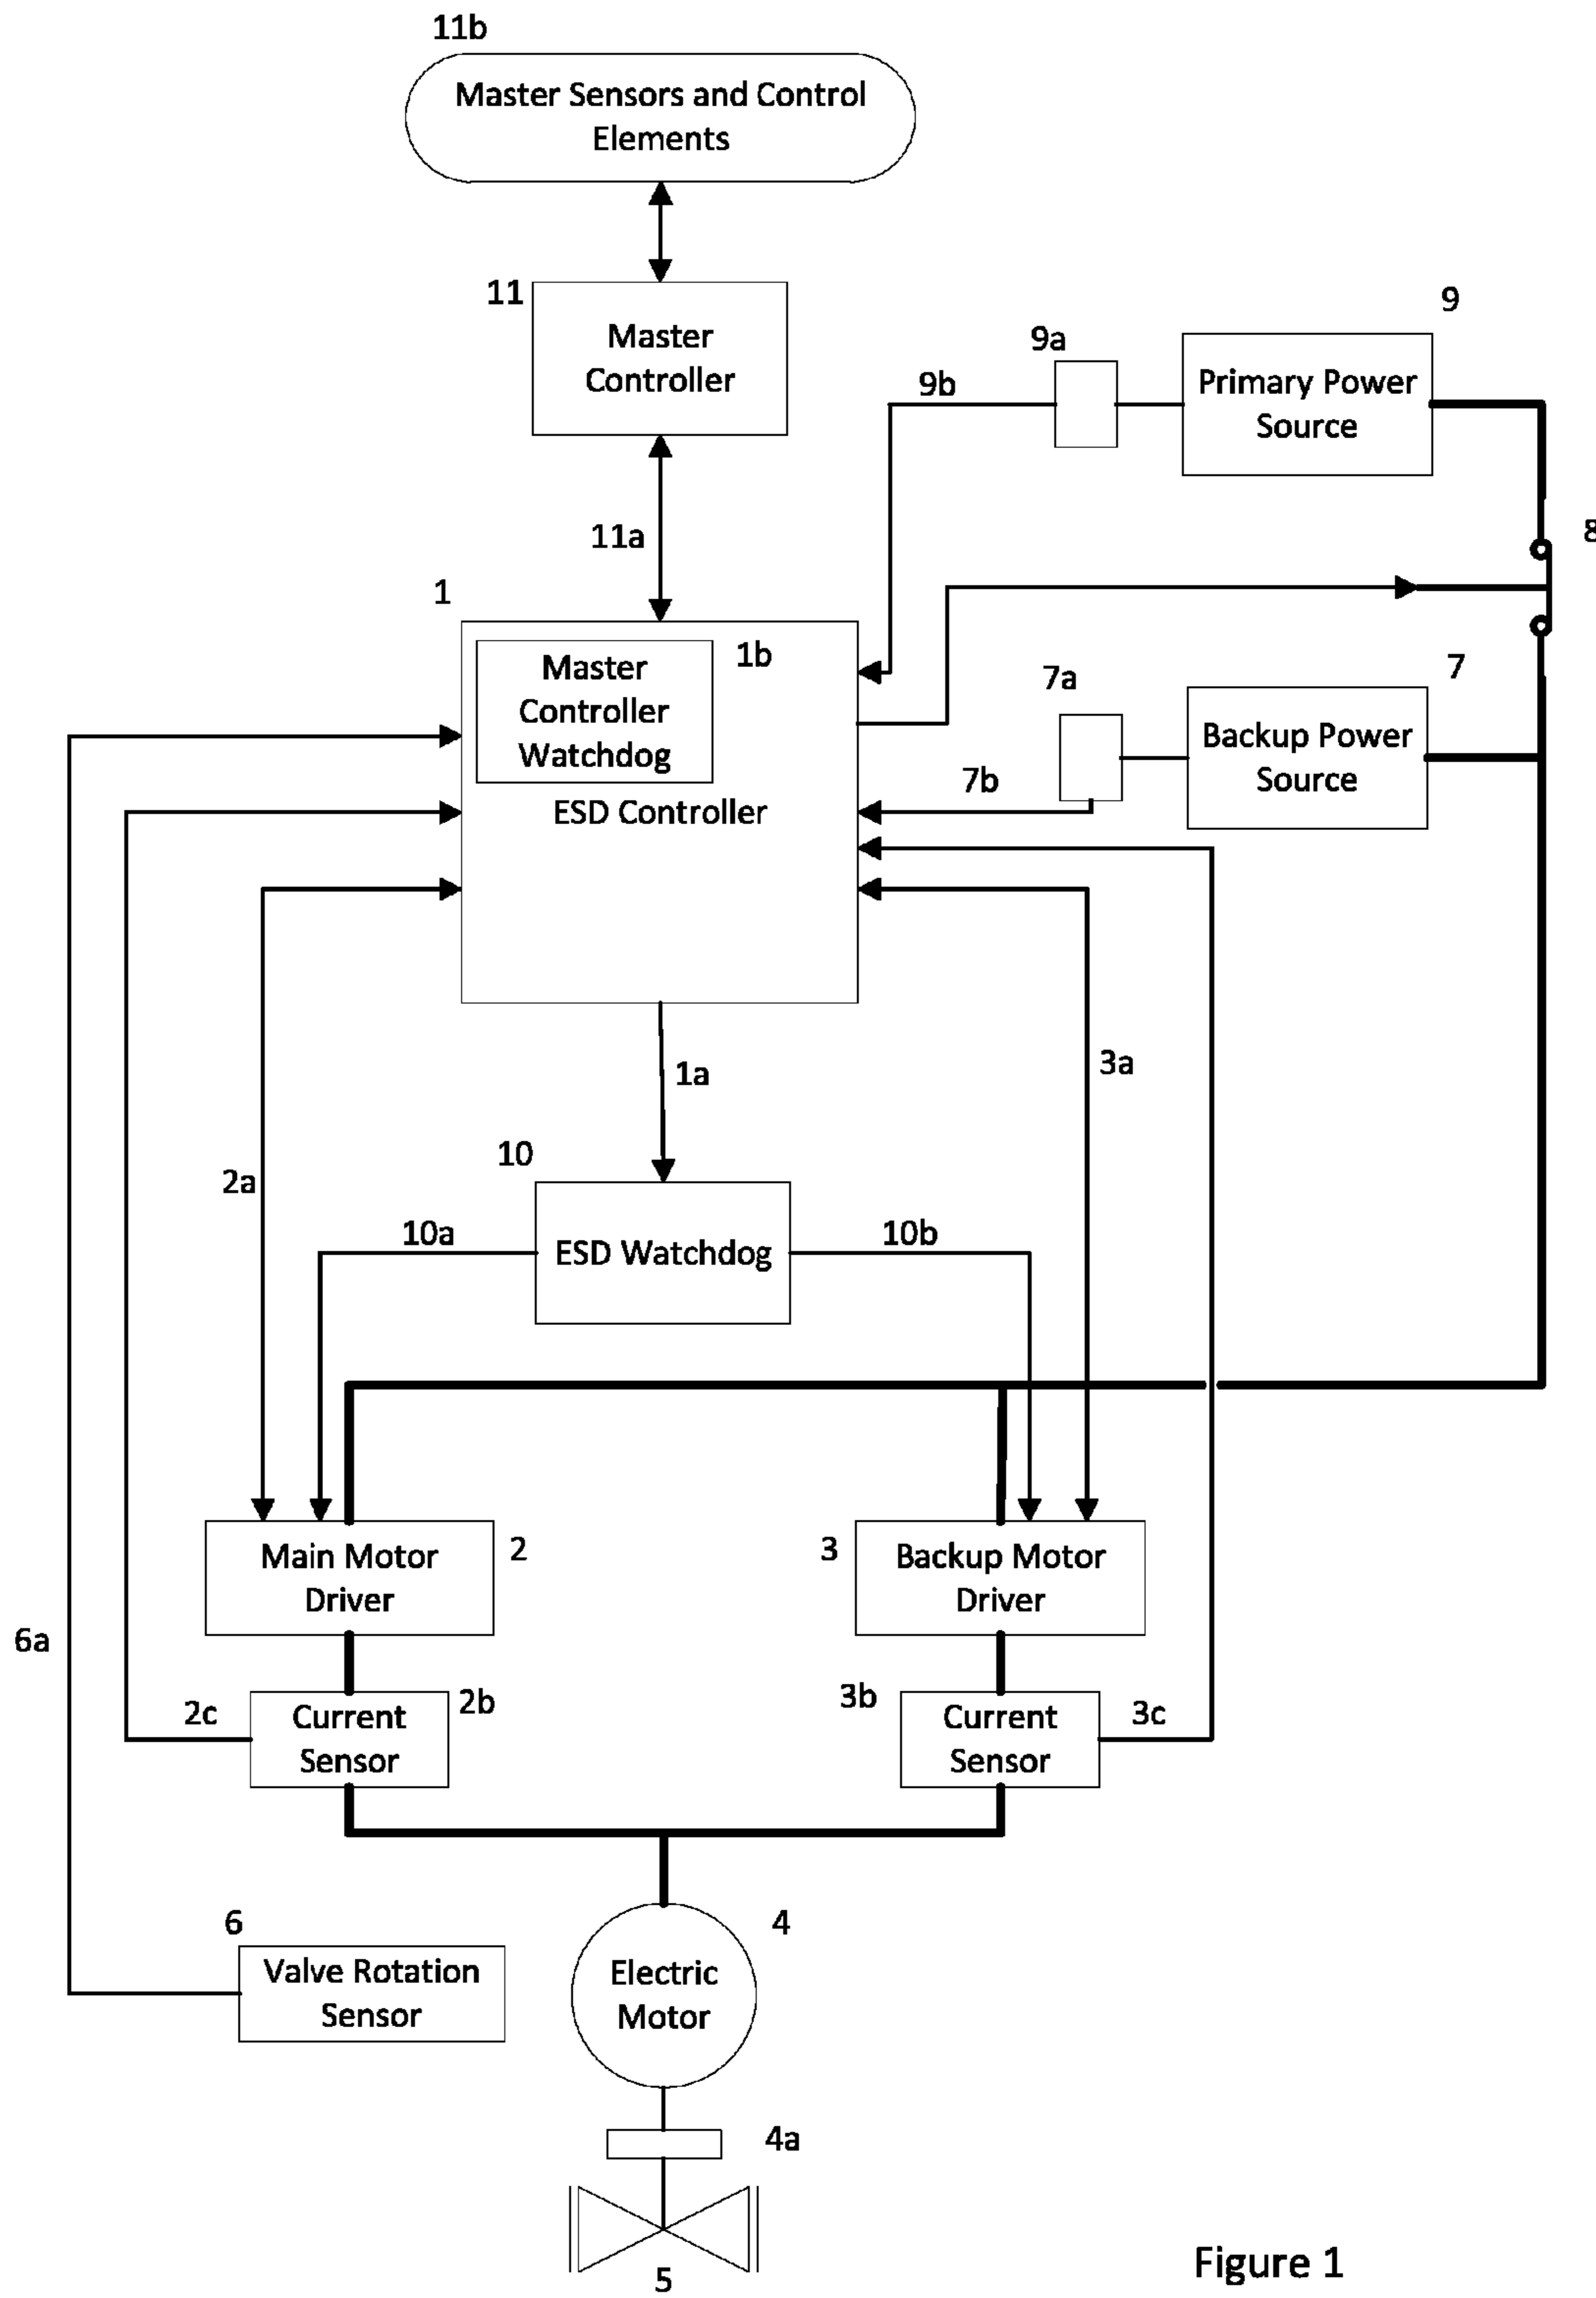 11b
Master Sensors and Control
Elements
11
Master
Controller
9
9a
Primary Power
Source
9b
8
11a
1
1b
Master
Controller
Watchdog
ESD Controller
7
7a
Backup Power
Source
7b
1a
3a
10
2a
10a
ESD Watchdog
10b
Main Motor
Driver
2
3
Backup Motor
Driver
6a
2c
Current
Sensor
2b
3b
Current
Sensor
3c
6
Valve Rotation
Sensor
4
Electric
Motor
4a
5
Figure 1